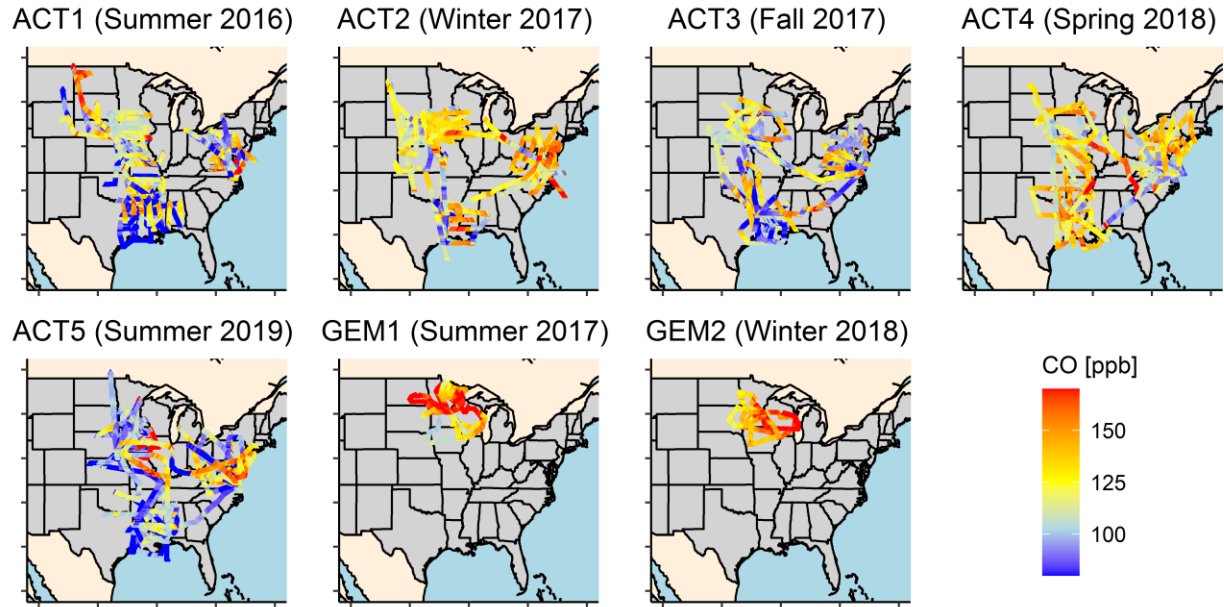 ACT1 (Summer 2016)
ACT2 (Winter 2017)
ACT3 (Fall 2017)
ACT4 (Spring 2018)
ACT5 (Summer 2019)
GEM1 (Summer 2017)
GEM2 (Winter 2018)
CO [ppb]
150
125
100